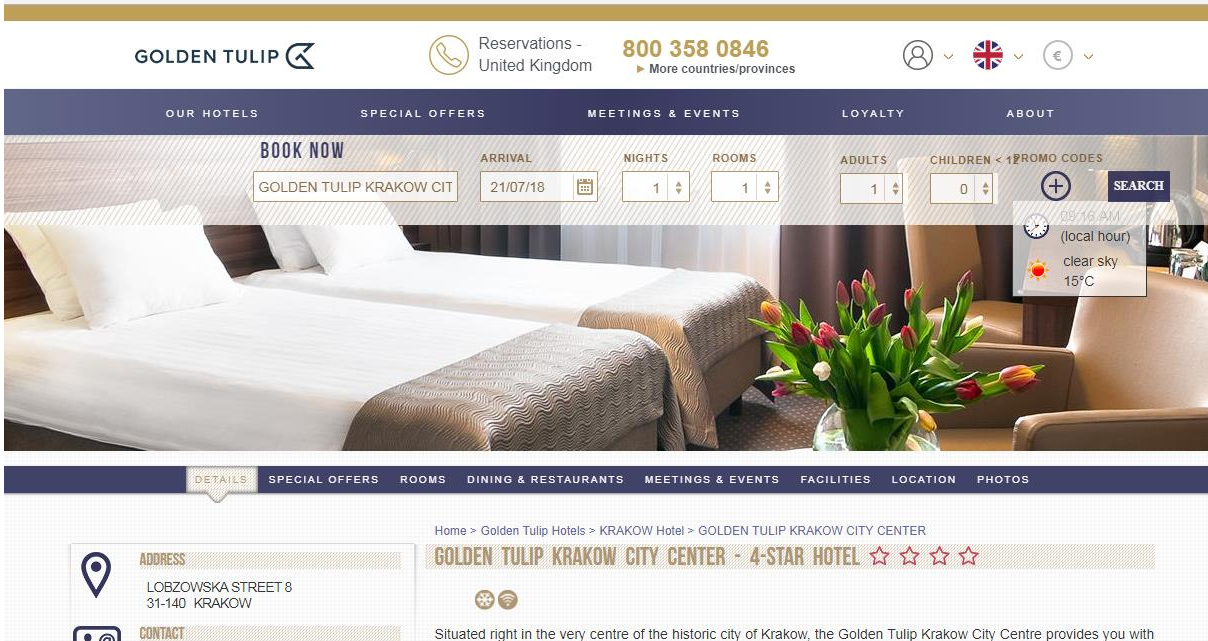 GOLDEN TULIP
Reservations -
United Kingdom
800 358 0846
More countries/provinces
€
OUR HOTELS
SPECIAL OFFERS
MEETINGS & EVENTS
LOYALTY
ABOUT
BOOK NOW
GOLDEN TULIP KRAKOW CIT
ARRIVAL
21/07/18
NIGHTS
1
ROOMS
1
ADULTS
1
CHILDREN < 12
0
PROMO CODES
SEARCH
09:16 AM
(local hour)
clear sky
15°C
DETAILS
SPECIAL OFFERS
ROOMS
DINING & RESTAURANTS
MEETINGS & EVENTS
FACILITIES
LOCATION
PHOTOS
Home > Golden Tulip Hotels > KRAKOW Hotel > GOLDEN TULIP KRAKOW CITY CENTER
GOLDEN TULIP KRAKOW CITY CENTER - 4-STAR HOTEL
ADDRESS
LOBZOWSKA STREET 8
31-140 KRAKOW
CONTACT
Situated right in the very centre of the historic city of Krakow, the Golden Tulip Krakow City Centre provides you with